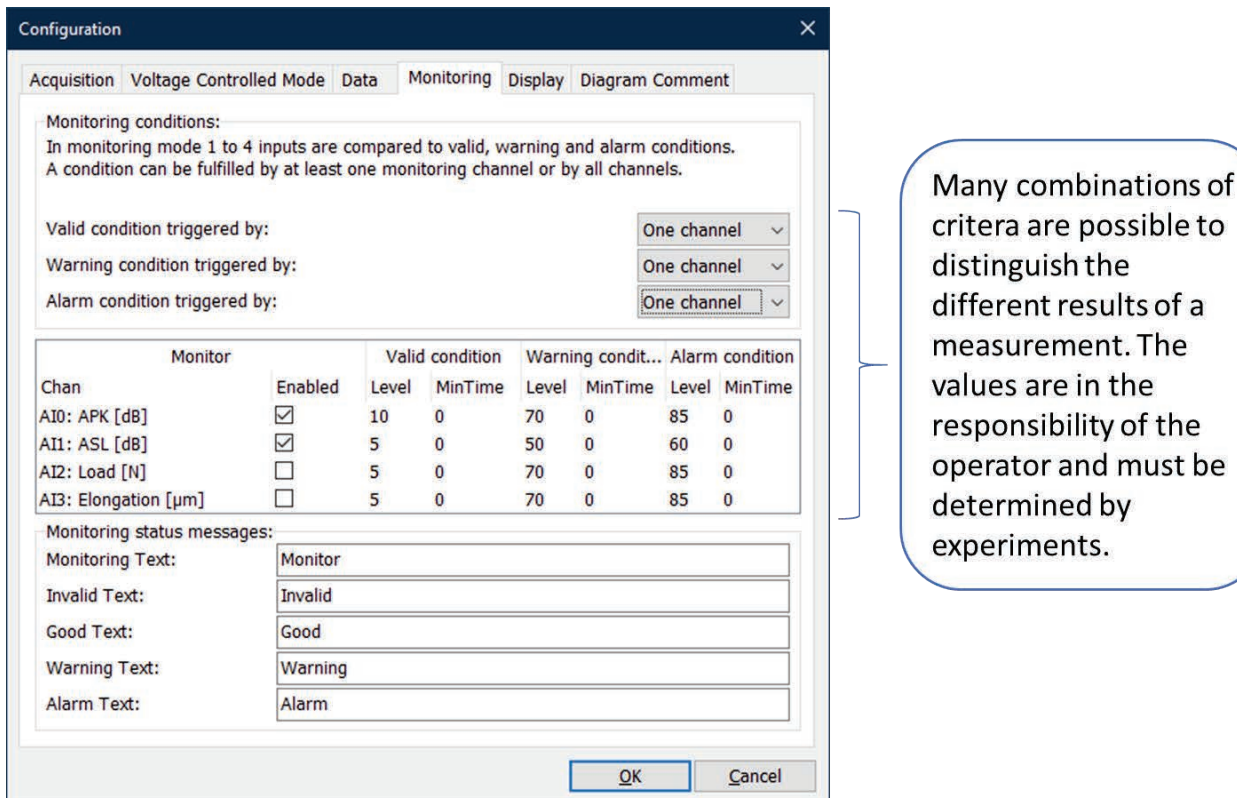 Configuration
Acquisition Voltage Controlled Mode Data Monitoring Display Diagram Comment
Monitoring conditions:
In monitoring mode 1 to 4 inputs are compared to valid, warning and alarm conditions.
A condition can be fulfilled by at least one monitoring channel or by all channels.
Valid condition triggered by: One channel
Warning condition triggered by: One channel
Alarm condition triggered by: One channel
Monitor Valid condition Warning condit... Alarm condition
Chan Enabled Level MinTime Level MinTime Level MinTime
AI0: APK [dB] 10 0 70 0 85 0
AI1: ASL [dB] 5 0 50 0 60 0
AI2: Load [N] 5 0 70 0 85 0
AI3: Elongation [µm] 5 0 70 0 85 0
Monitoring status messages:
Monitoring Text: Monitor
Invalid Text: Invalid
Good Text: Good
Warning Text: Warning
Alarm Text: Alarm
OK Cancel
Many combinations of
critera are possible to
distinguish the
different results of a
measurement. The
values are in the
responsibility of the
operator and must be
determined by
experiments.